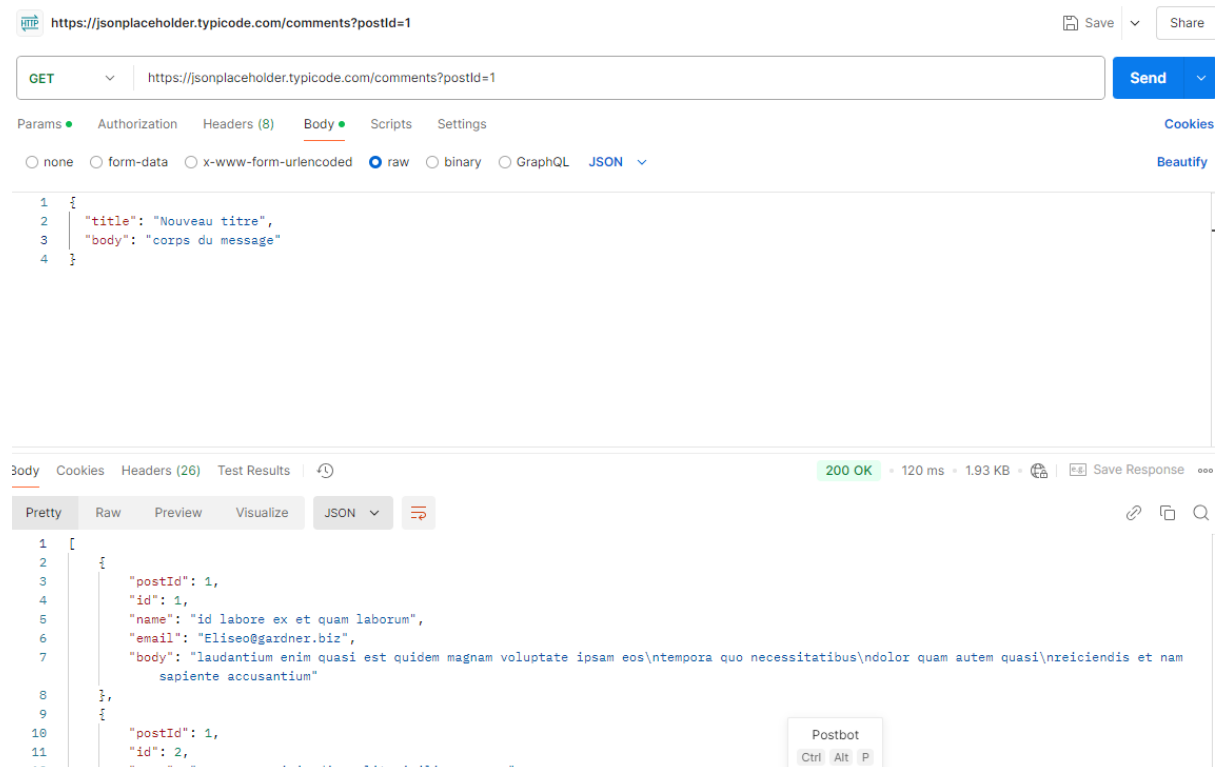 HTTP https://jsonplaceholder.typicode.com/comments?postId=1 Save Share
GET https://jsonplaceholder.typicode.com/comments?postId=1 Send
Params Authorization Headers (8) Body Scripts Settings Cookies
none form-data x-www-form-urlencoded raw binary GraphQL JSON Beautify
1 {
2 "title": "Nouveau titre",
3 "body": "corps du message"
4 }
Body Cookies Headers (26) Test Results 200 OK 120 ms 1.93 KB e.g. Save Response
Pretty Raw Preview Visualize JSON
1 [
2 {
3 "postId": 1,
4 "id": 1,
5 "name": "id labore ex et quam laborum",
6 "email": "Eliseo@gardner.biz",
7 "body": "laudantium enim quasi est quidem magnam voluptate ipsam eos\ntempora quo necessitatibus\ndolor quam autem quasi\nreiciendis et nam
sapiente accusantium"
8 },
9 {
10 "postId": 1,
11 "id": 2,
Postbot
Ctrl Alt P